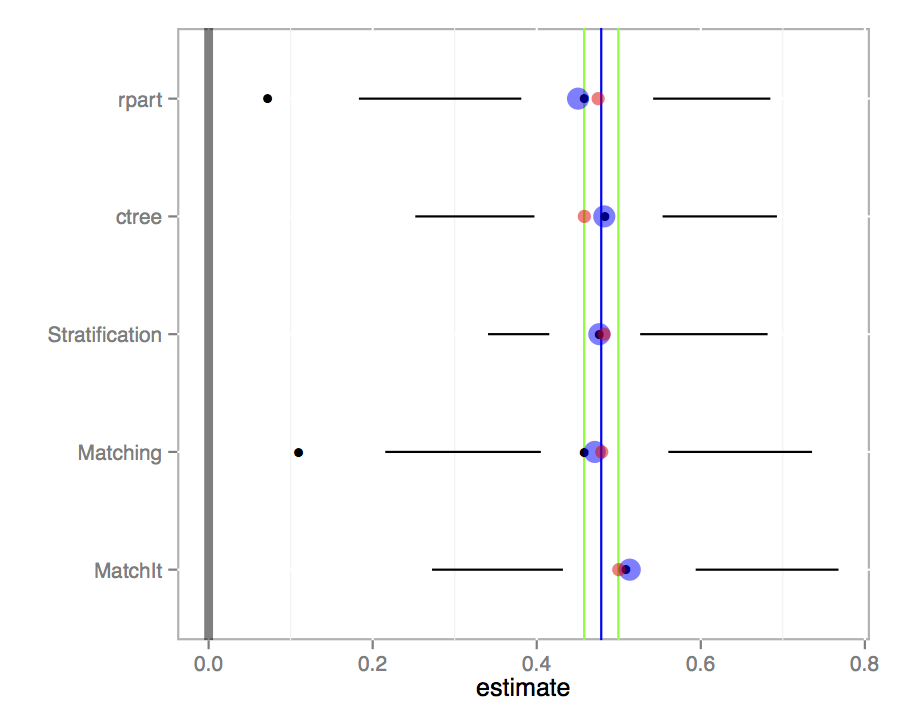 rpart
ctree
Stratification
Matching
MatchIt
0.0 0.2 0.4 0.6 0.8
estimate